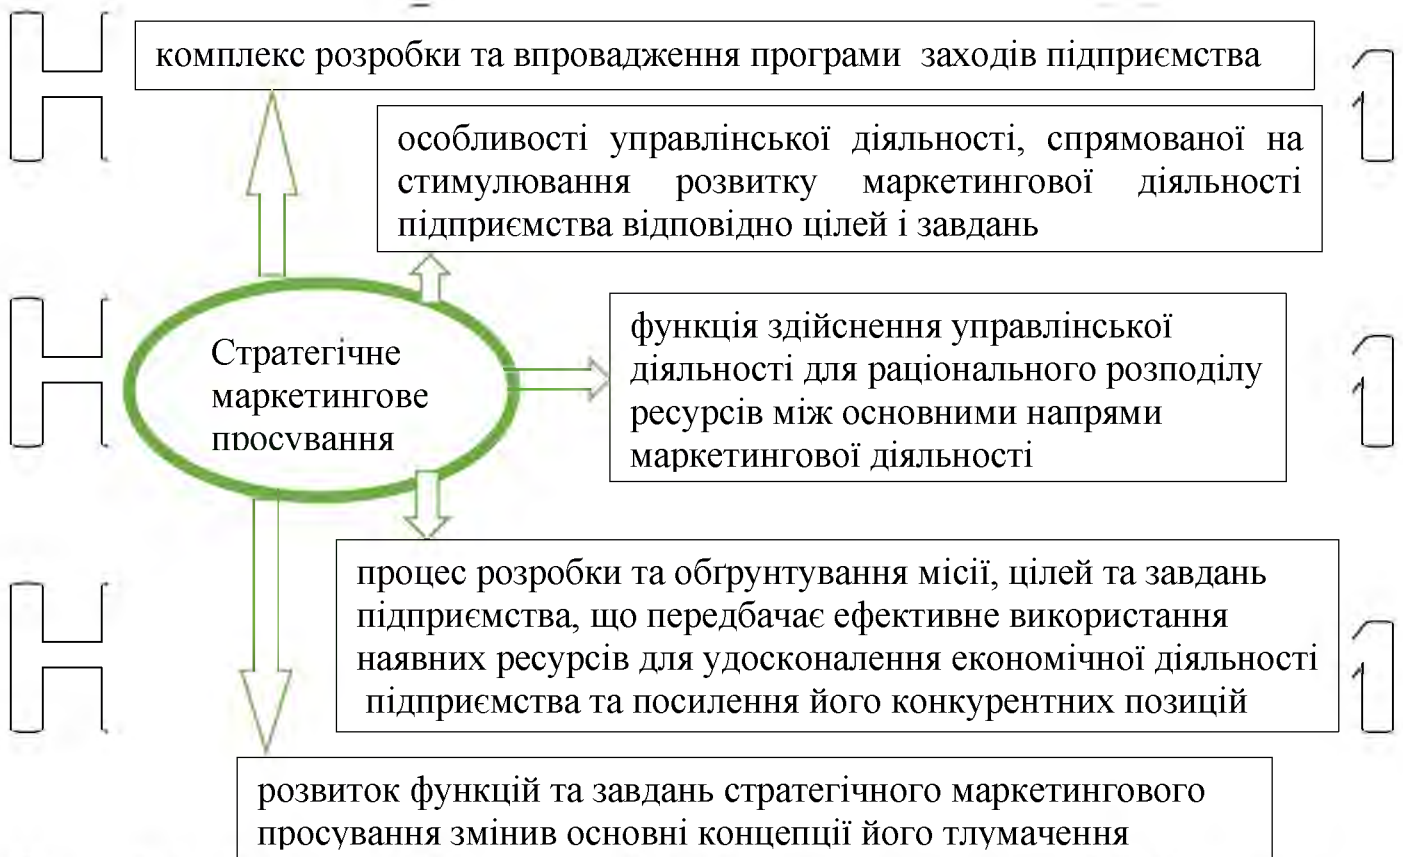 комплекс розробки та впровадження програми заходів підприємства
особливості управлінської діяльності, спрямованої на
стимулювання розвитку маркетингової діяльності
підприємства відповідно цілей і завдань
Стратегічне
маркетингове
просування
функція здійснення управлінської
діяльності для раціонального розподілу
ресурсів між основними напрями
маркетингової діяльності
процес розробки та обґрунтування місії, цілей та завдань
підприємства, що передбачає ефективне використання
наявних ресурсів для удосконалення економічної діяльності
підприємства та посилення його конкурентних позицій
розвиток функцій та завдань стратегічного маркетингового
просування змінив основні концепції його тлумачення